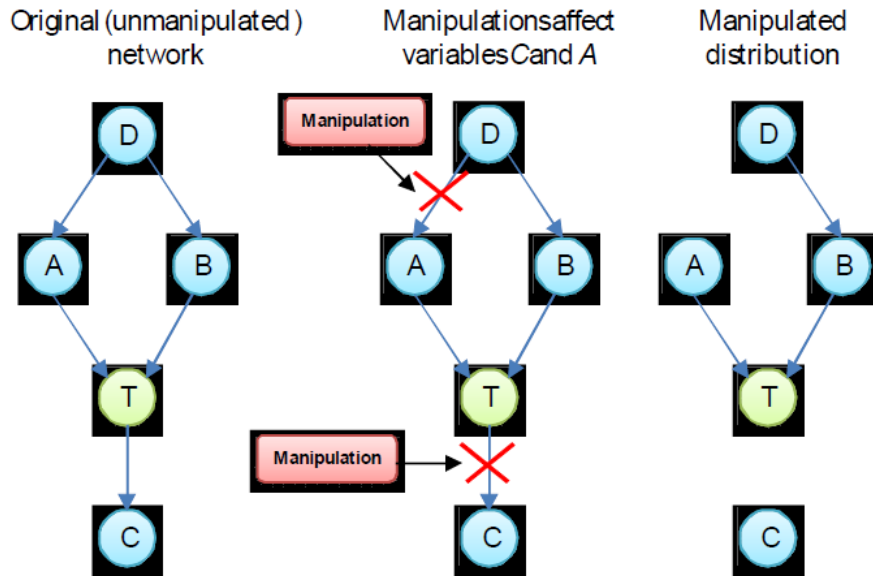 Original (unmanipulated )
network
Manipulationsaffect
variablesCand A
Manipulated
distribution
D
A
B
T
C
Manipulation
D
A
B
T
Manipulation
C
D
A
B
T
C